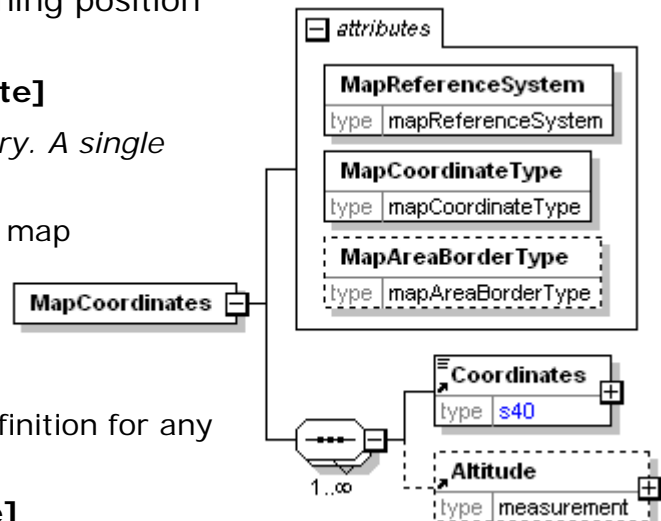 ning position
te]
ry. A single
map
finition for any
e]
attributes
MapReferenceSystem
type mapReferenceSystem
MapCoordinateType
type mapCoordinateType
MapAreaBorderType
type mapAreaBorderType
MapCoordinates
Coordinates
type s40
1..∞
Altitude
type measurement